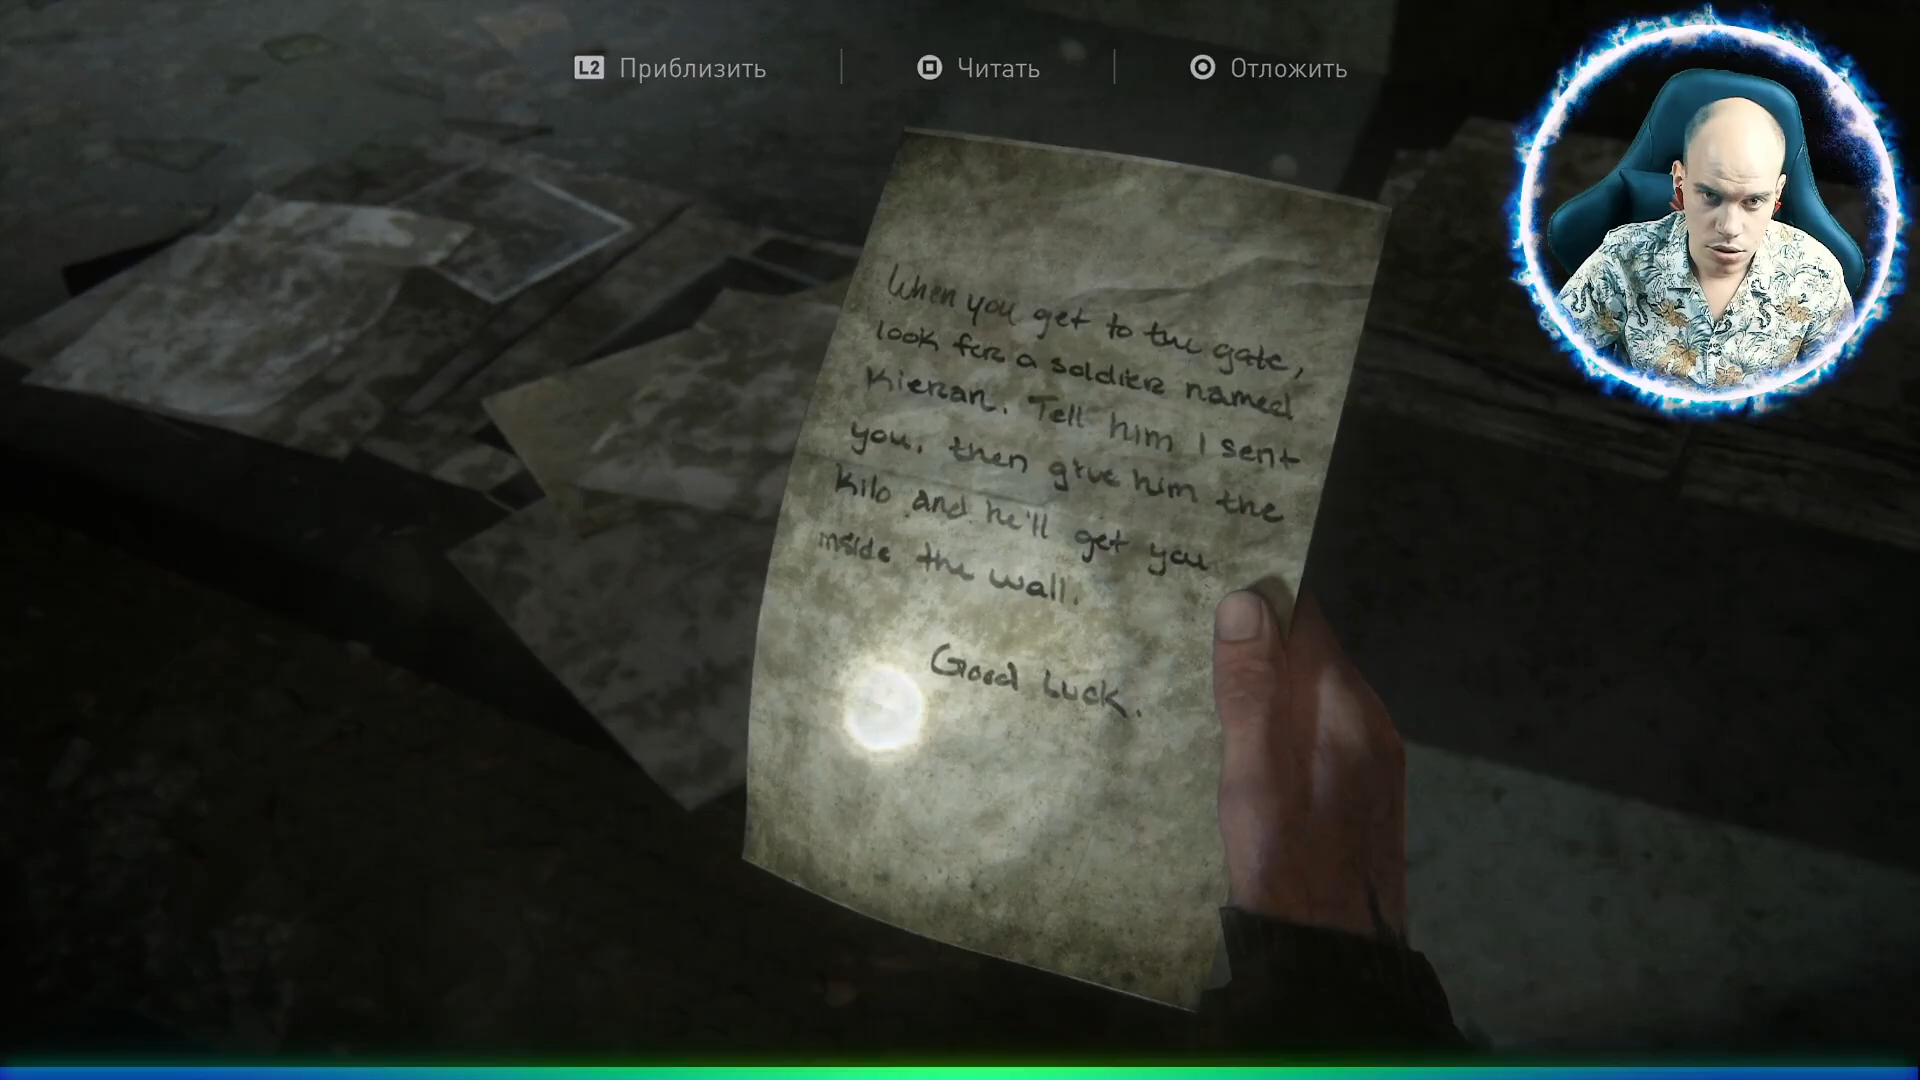 L2 Приблизить
Читать
Отложить
When you get to the gate,
look for a soldier named
Kieran. Tell him I sent
you, then give him the
kilo and he'll get you
inside the wall.
Good Luck.